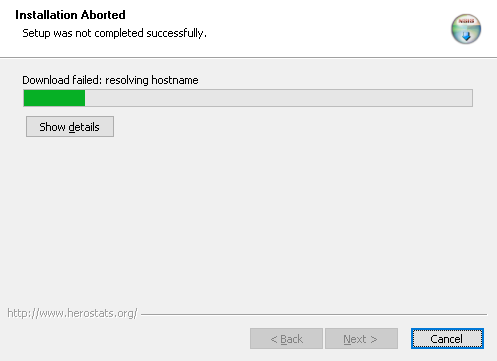 Installation Aborted
Setup was not completed successfully.
Download failed: resolving hostname
Show details
http://www.herostats.org/
< Back
Next >
Cancel